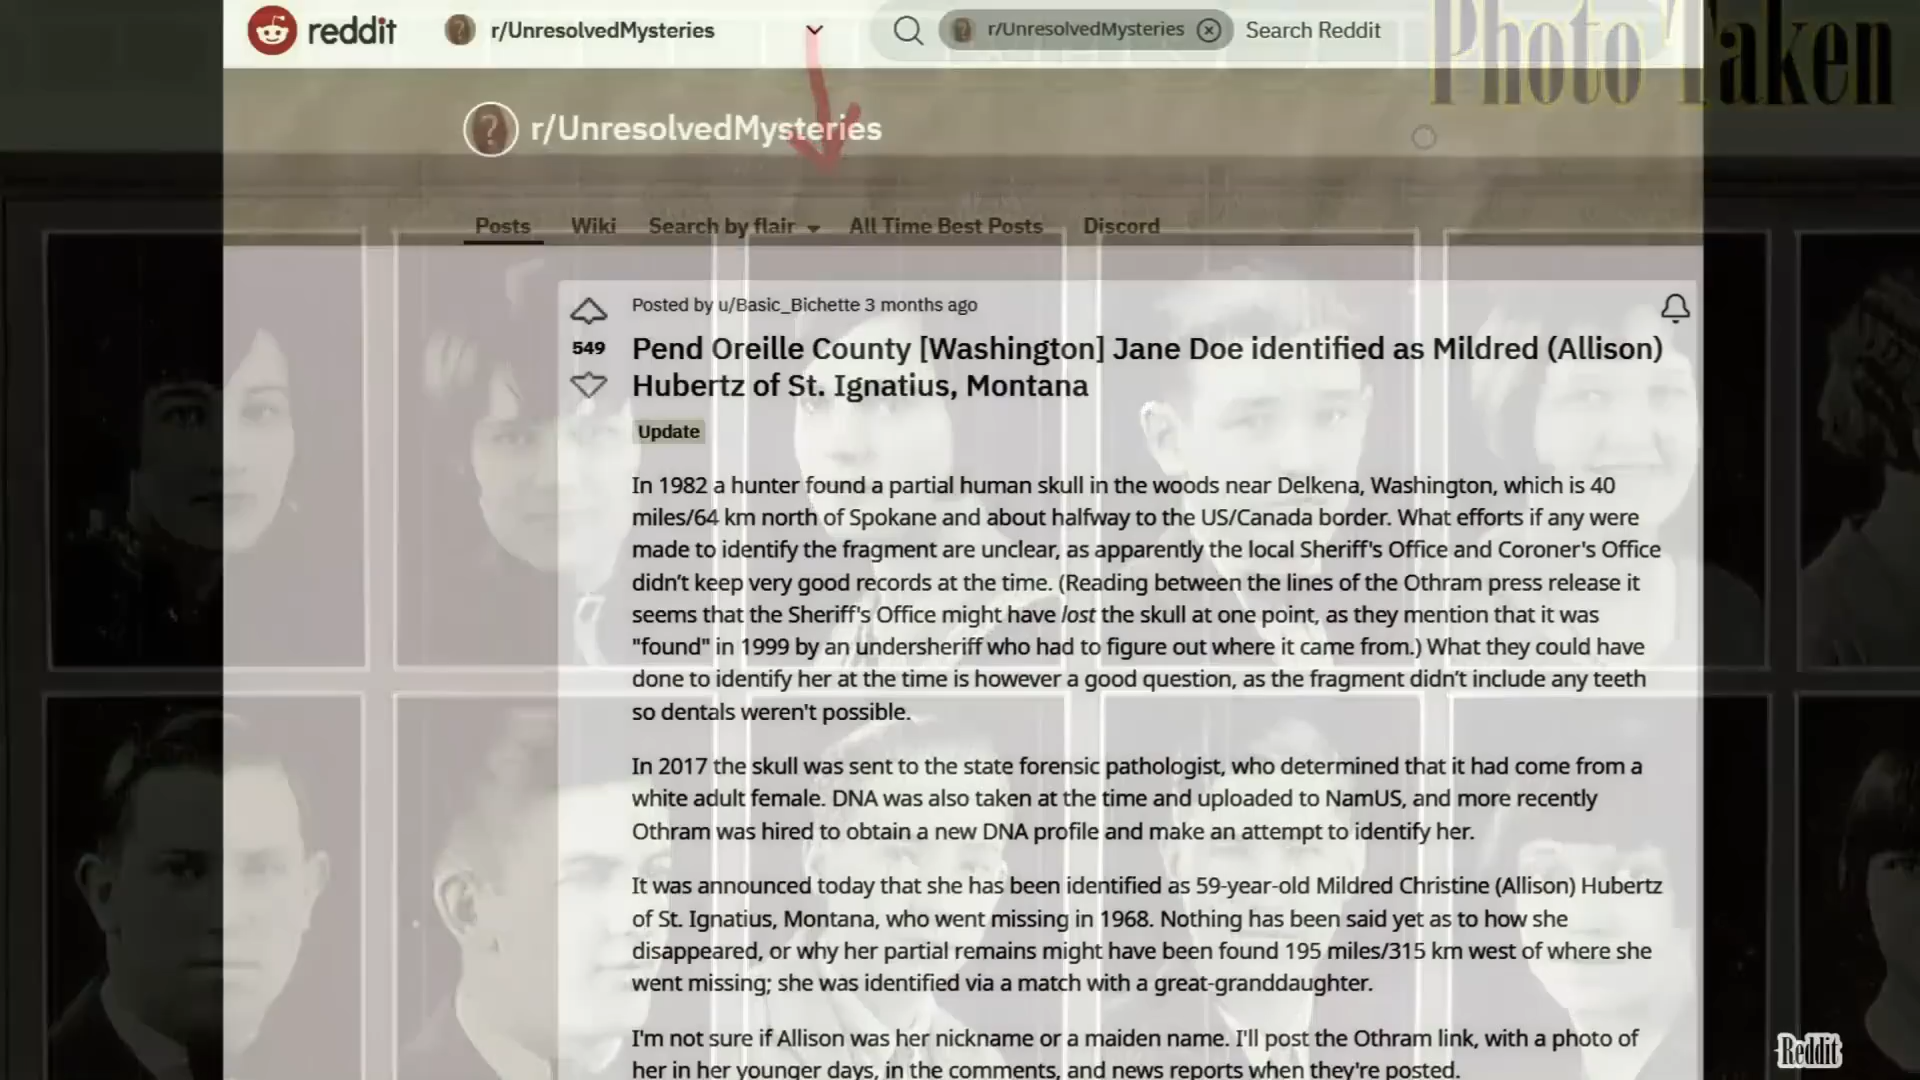 reddit
r/UnresolvedMysteries
r/UnresolvedMysteries
Search Reddit
Photo Taken
r/UnresolvedMysteries
Posts
Wiki
Search by flair
All Time Best Posts
Discord
Posted by u/Basic_Bichette 3 months ago
549
Pend Oreille County [Washington] Jane Doe identified as Mildred (Allison)
Hubertz of St. Ignatius, Montana
Update
In 1982 a hunter found a partial human skull in the woods near Delkena, Washington, which is 40
miles/64 km north of Spokane and about halfway to the US/Canada border. What efforts if any were
made to identify the fragment are unclear, as apparently the local Sheriff's Office and Coroner's Office
didn't keep very good records at the time. (Reading between the lines of the Othram press release it
seems that the Sheriff's Office might have lost the skull at one point, as they mention that it was
"found" in 1999 by an undersheriff who had to figure out where it came from.) What they could have
done to identify her at the time is however a good question, as the fragment didn't include any teeth
so dentals weren't possible.
In 2017 the skull was sent to the state forensic pathologist, who determined that it had come from a
white adult female. DNA was also taken at the time and uploaded to NamUS, and more recently
Othram was hired to obtain a new DNA profile and make an attempt to identify her.
It was announced today that she has been identified as 59-year-old Mildred Christine (Allison) Hubertz
of St. Ignatius, Montana, who went missing in 1968. Nothing has been said yet as to how she
disappeared, or why her partial remains might have been found 195 miles/315 km west of where she
went missing; she was identified via a match with a great-granddaughter.
I'm not sure if Allison was her nickname or a maiden name. I'll post the Othram link, with a photo of
her in her younger days, in the comments, and news reports when they're posted.
Reddit